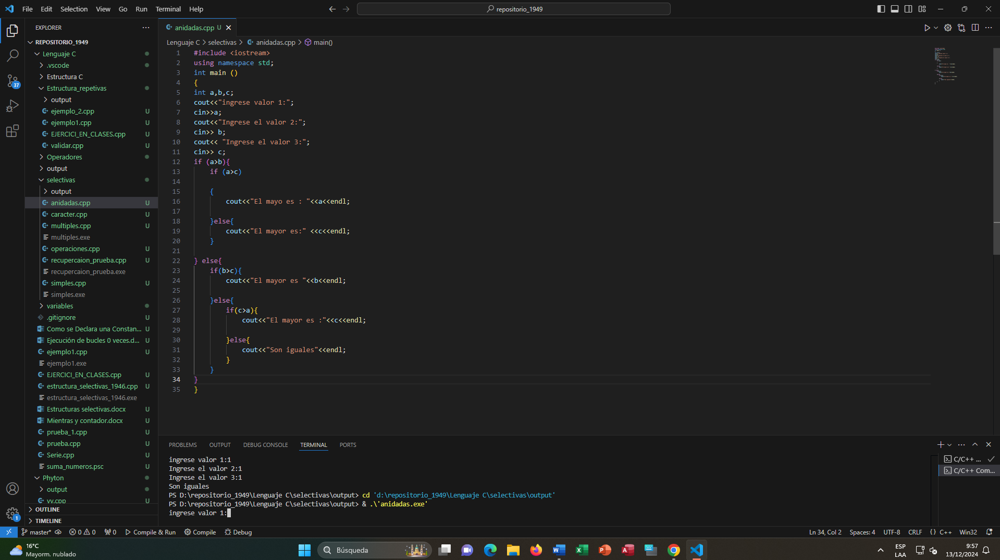 File Edit Selection View Go Run Terminal Help
repositorio_1949
EXPLORER
REPOSITORIO_1949
Lenguaje C
.vscode
Estructura C
Estructura_repetivas
output
ejemplo_2.cpp U
ejemplo1.cpp U
EJERCICI_EN_CLASES.cpp U
validar.cpp U
Operadores
output
selectivas
output
anidadas.cpp U
caracter.cpp U
multiples.cpp U
multiples.exe
operaciones.cpp U
recupercaion_prueba.cpp U
recupercaion_prueba.exe
simples.cpp U
simples.exe
variables
.gitignore U
Como se Declara una Constan... U
Ejecución de bucles 0 veces.d... U
ejemplo1.cpp U
ejemplo1.exe
EJERCICI_EN_CLASES.cpp U
estructura_selectivas_1946.cpp U
estructura_selectivas_1946.exe
Estructuras selectivas.docx U
Mientras y contador.docx U
prueba_1.cpp U
prueba.cpp U
Serie.cpp U
suma_numeros.psc U
Phyton
output
vv.cpp U
OUTLINE
TIMELINE
anidadas.cpp U
Lenguaje C > selectivas > anidadas.cpp > main()
1 #include <iostream>
2 using namespace std;
3 int main ()
4 {
5 int a,b,c;
6 cout<<"ingrese valor 1:";
7 cin>>a;
8 cout<<"Ingrese el valor 2:";
9 cin>> b;
10 cout<< "Ingrese el valor 3:";
11 cin>> c;
12 if (a>b){
13 if (a>c)
14
15 {
16 cout<<"El mayo es : "<<a<<endl;
17
18 }else{
19 cout<<"El mayor es:" <<c<<endl;
20 }
21
22 } else{
23 if(b>c){
24 cout<<"El mayor es "<<b<<endl;
25
26 }else{
27 if(c>a){
28 cout<<"El mayor es :"<<c<<endl;
29
30 }else{
31 cout<<"Son iguales"<<endl;
32 }
33 }
34 }
35 }
PROBLEMS OUTPUT DEBUG CONSOLE TERMINAL PORTS
ingrese valor 1:1
Ingrese el valor 2:1
Ingrese el valor 3:1
Son iguales
PS D:\repositorio_1949\Lenguaje C\selectivas\output> cd 'd:\repositorio_1949\Lenguaje C\selectivas\output'
PS D:\repositorio_1949\Lenguaje C\selectivas\output> & .\'anidadas.exe'
ingrese valor 1:
C/C++ ...
C/C++ Com...
37
1
master* 0 0 0 Compile & Run Compile Debug
Ln 34, Col 2 Spaces: 4 UTF-8 CRLF {} C++ Win32
16°C
Mayorm. nublado
Búsqueda
ESP
LAA
9:57
13/12/2024